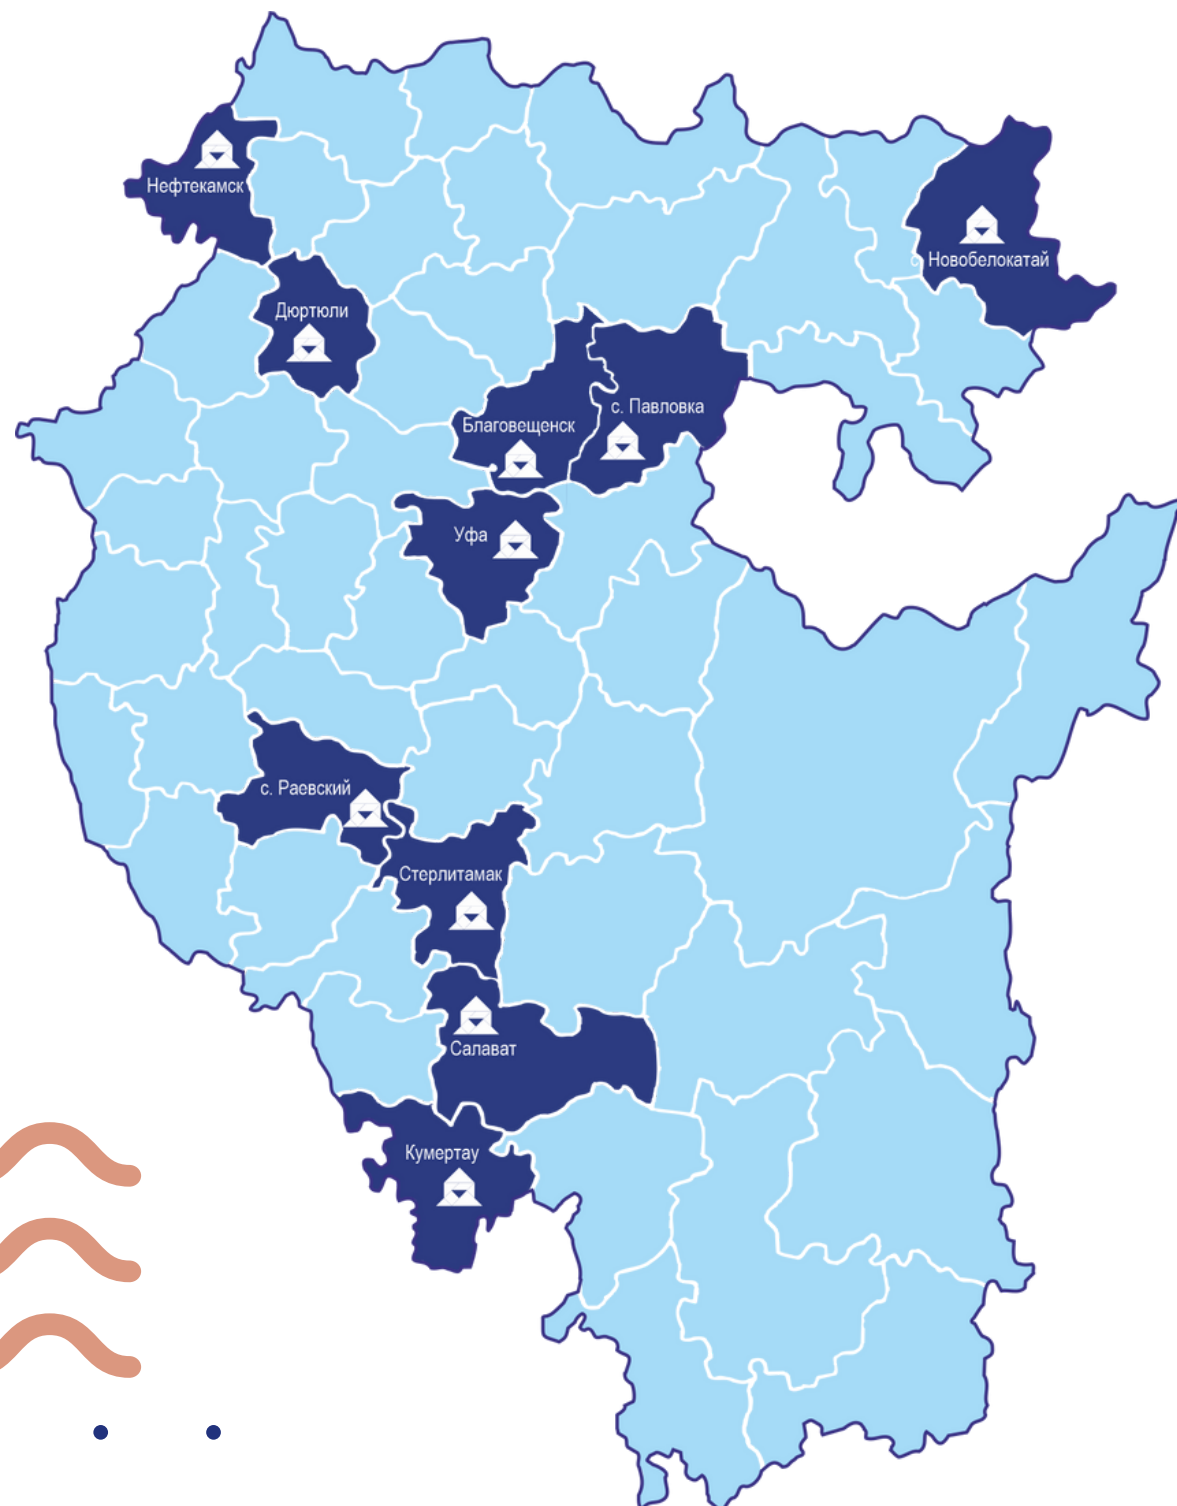 Нефтекамск
с. Новобелокатай
Дюртюли
с. Павловка
Благовещенск
Уфа
с. Раевский
Стерлитамак
Салават
Кумертау